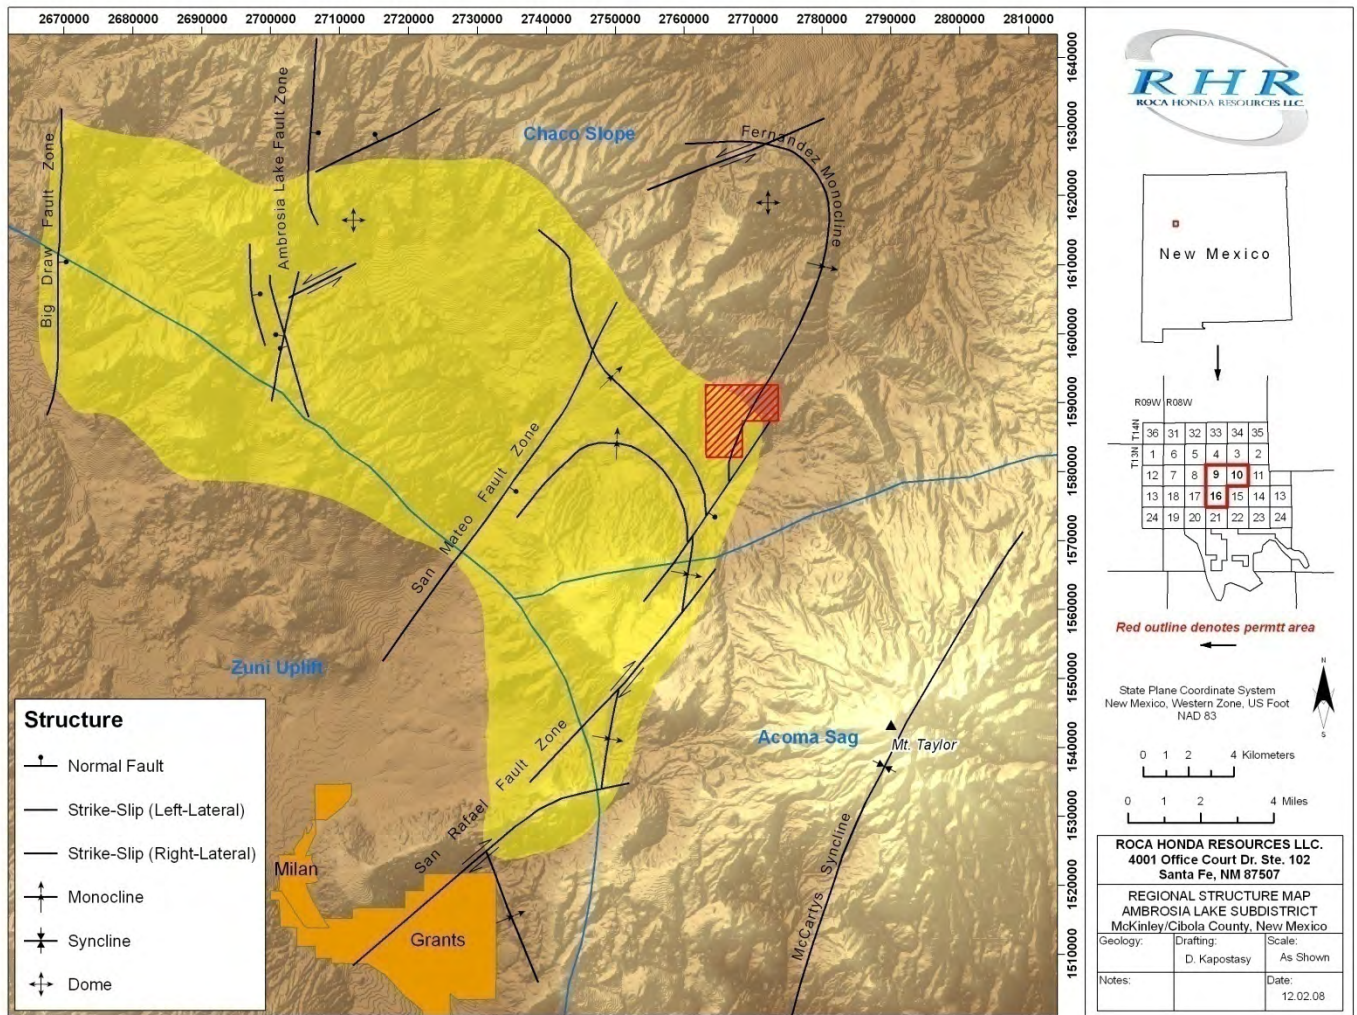 2670000 2680000 2690000 2700000 2710000 2720000 2730000 2740000 2750000 2760000 2770000 2780000 2790000 2800000 2810000
1640000
1630000
1620000
1610000
1600000
1590000
1580000
1570000
1560000
1550000
1540000
1530000
1520000
1510000
Big Draw Fault Zone
Ambrosia Lake Fault Zone
Chaco Slope
Fernandez Monocline
San Mateo Fault Zone
Zuni Uplift
San Rafael Fault Zone
Acoma Sag
Mt. Taylor
McCartys Syncline
Milan
Grants
Structure
Normal Fault
Strike-Slip (Left-Lateral)
Strike-Slip (Right-Lateral)
Monocline
Syncline
Dome
RHR
ROCA HONDA RESOURCES LLC.
New Mexico
R09W R08W
T14N
T13N
36 31 32 33 34 35
1 6 5 4 3 2
12 7 8 9 10 11
13 18 17 16 15 14 13
24 19 20 21 22 23 24
Red outline denotes permtt area
State Plane Coordinate System
New Mexico, Western Zone, US Foot
NAD 83
N
S
0 1 2 4 Kilometers
0 1 2 4 Miles
ROCA HONDA RESOURCES LLC.
4001 Office Court Dr. Ste. 102
Santa Fe, NM 87507
REGIONAL STRUCTURE MAP
AMBROSIA LAKE SUBDISTRICT
McKinley/Cibola County, New Mexico
Geology: Drafting: Scale:
D. Kapostasy As Shown
Notes: Date:
12.02.08